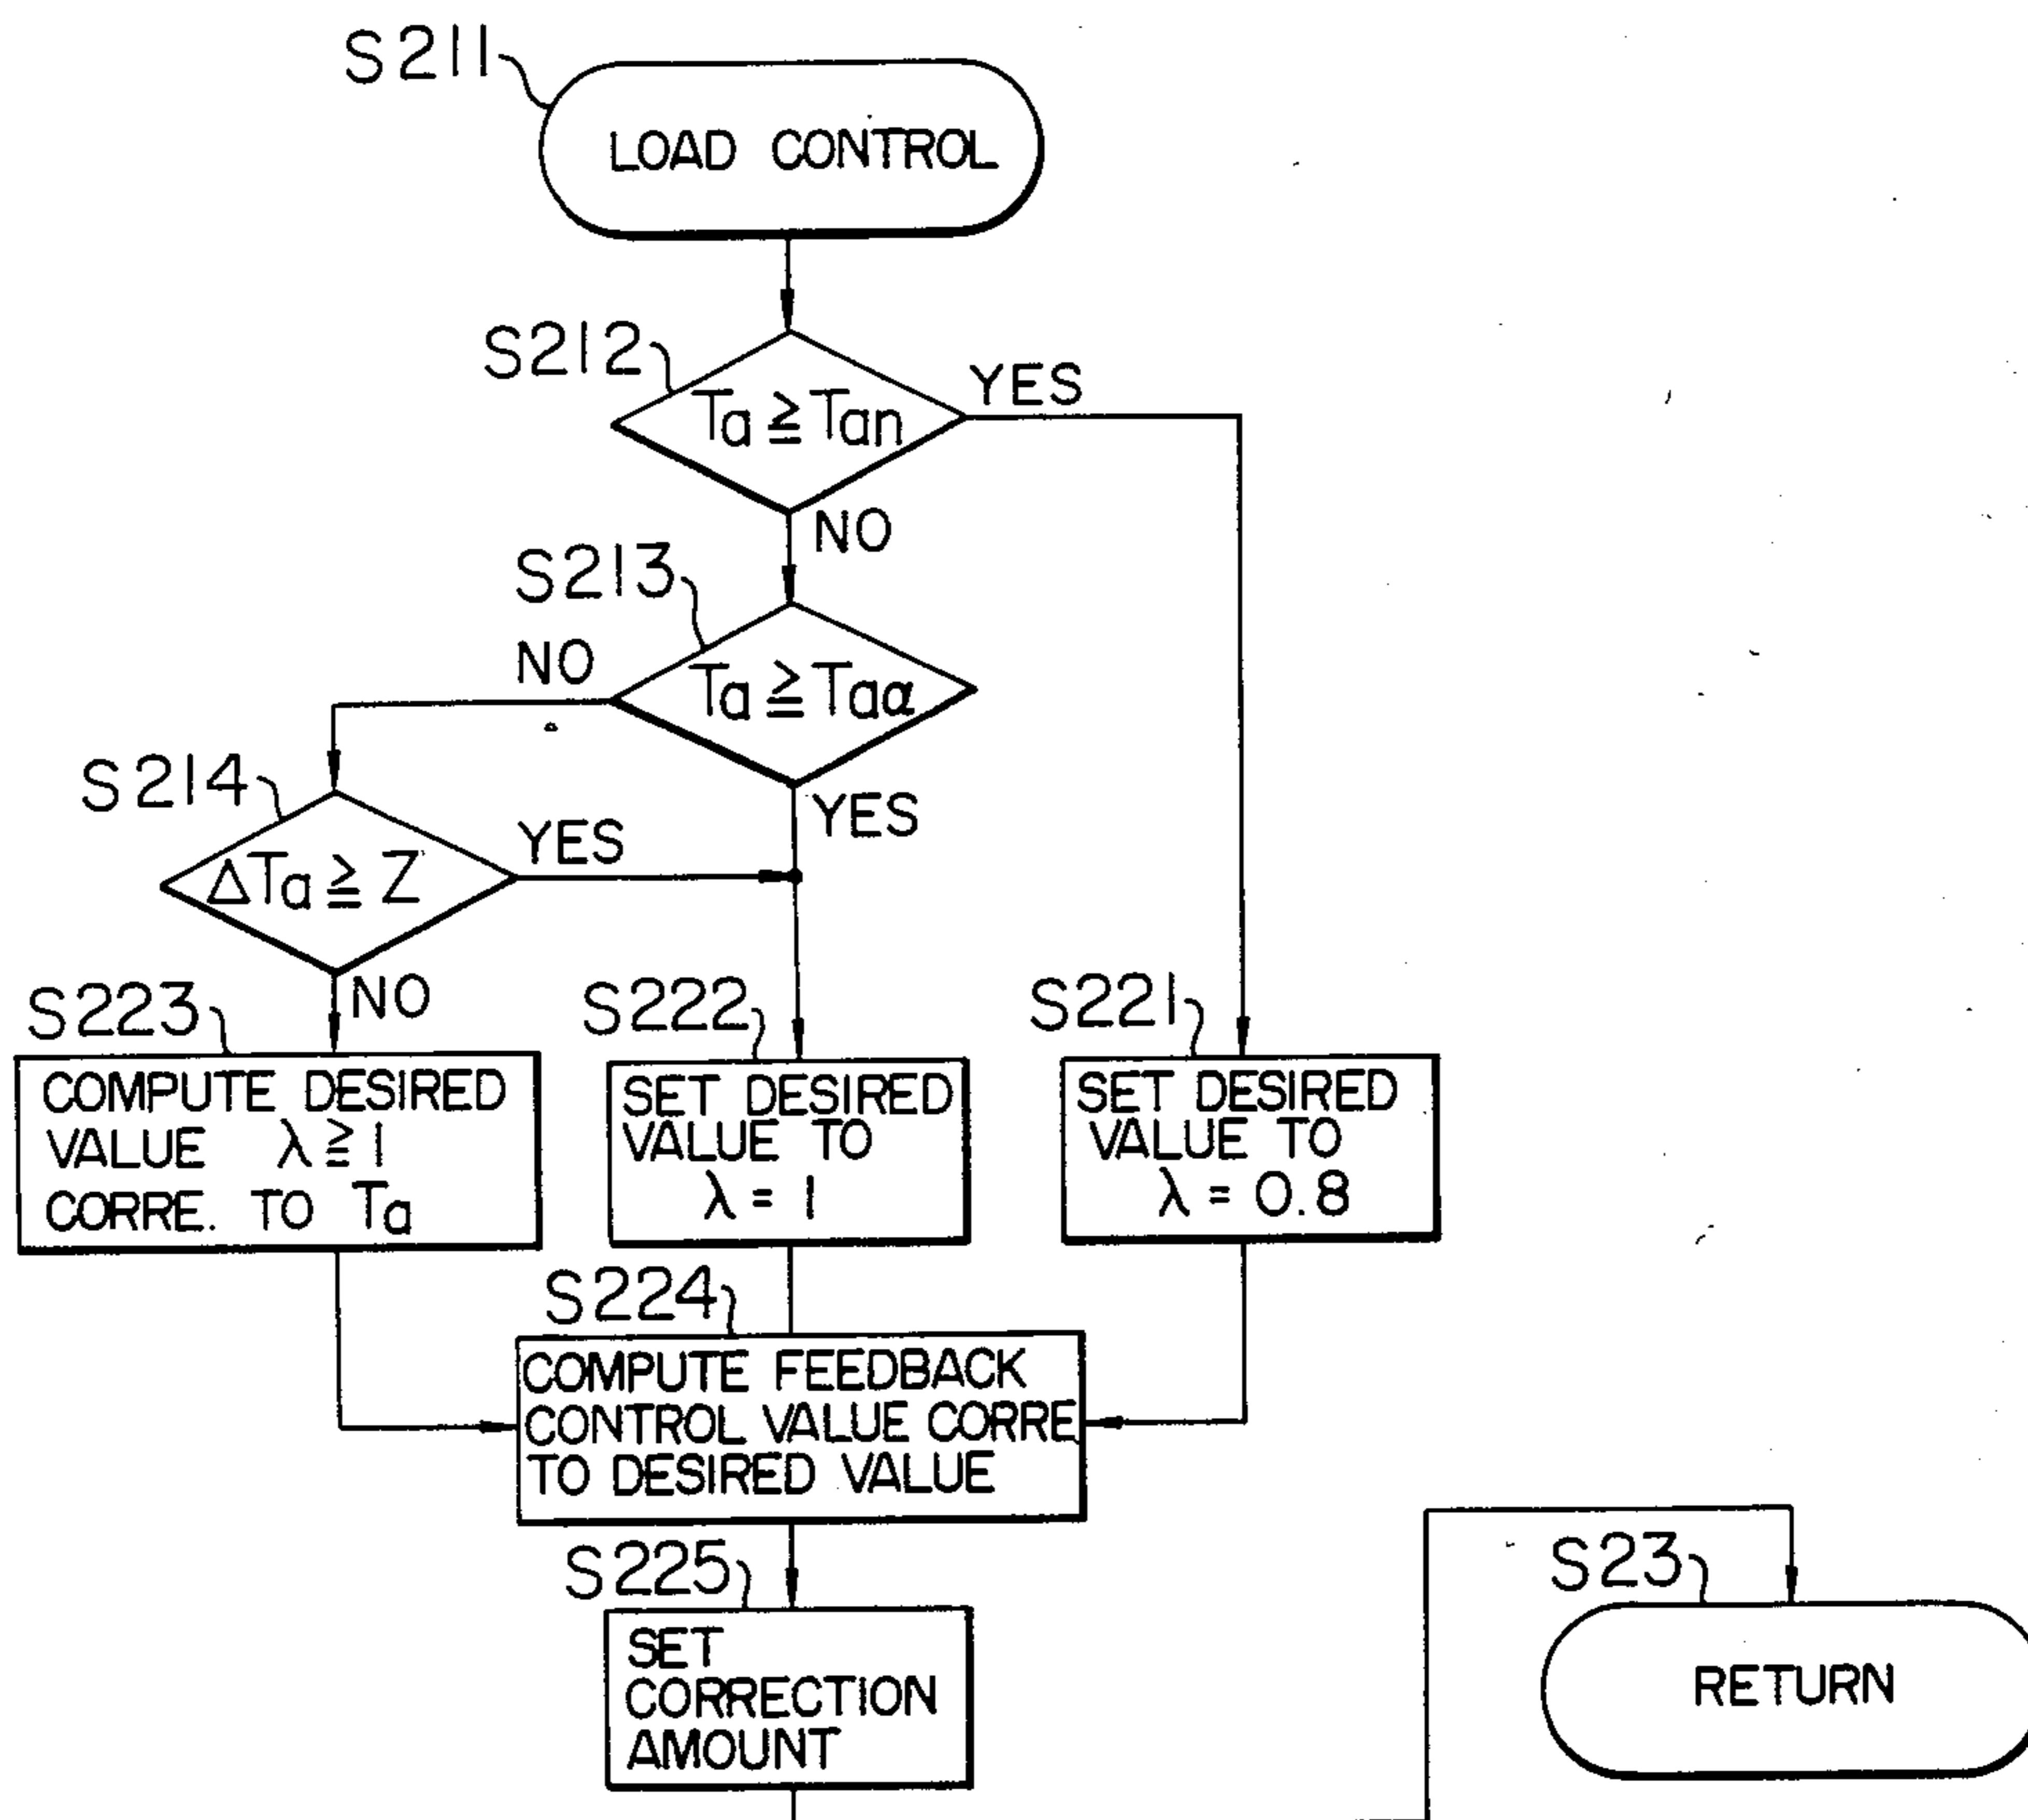 S211
LOAD CONTROL
S212
Ta ≧ Tan
YES
NO
S213
NO
Ta ≧ Taα
S214
YES
YES
ΔTa ≧ Z
NO
S223
S222
S221
COMPUTE DESIRED
VALUE λ ≧ 1
CORRE. TO Ta
SET DESIRED
VALUE TO
λ = 1
SET DESIRED
VALUE TO
λ = 0.8
S224
COMPUTE FEEDBACK
CONTROL VALUE CORRE
TO DESIRED VALUE
S225
SET
CORRECTION
AMOUNT
S23
RETURN